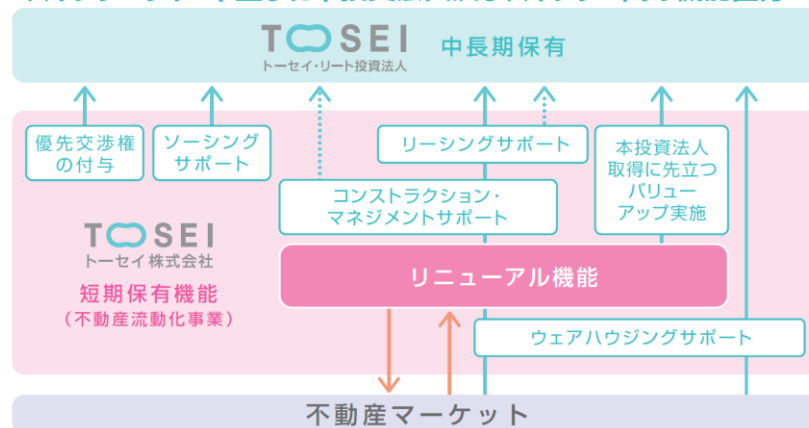 TOSEI
トーセイ・リート投資法人
中長期保有
優先交渉権
の付与
ソーシング
サポート
リーシングサポート
本投資法人
取得に先立つ
バリュー
アップ実施
コンストラクション・
マネジメントサポート
TOSEI
トーセイ株式会社
短期保有機能
(不動産流動化事業)
リニューアル機能
ウェアハウジングサポート
不動産マーケット